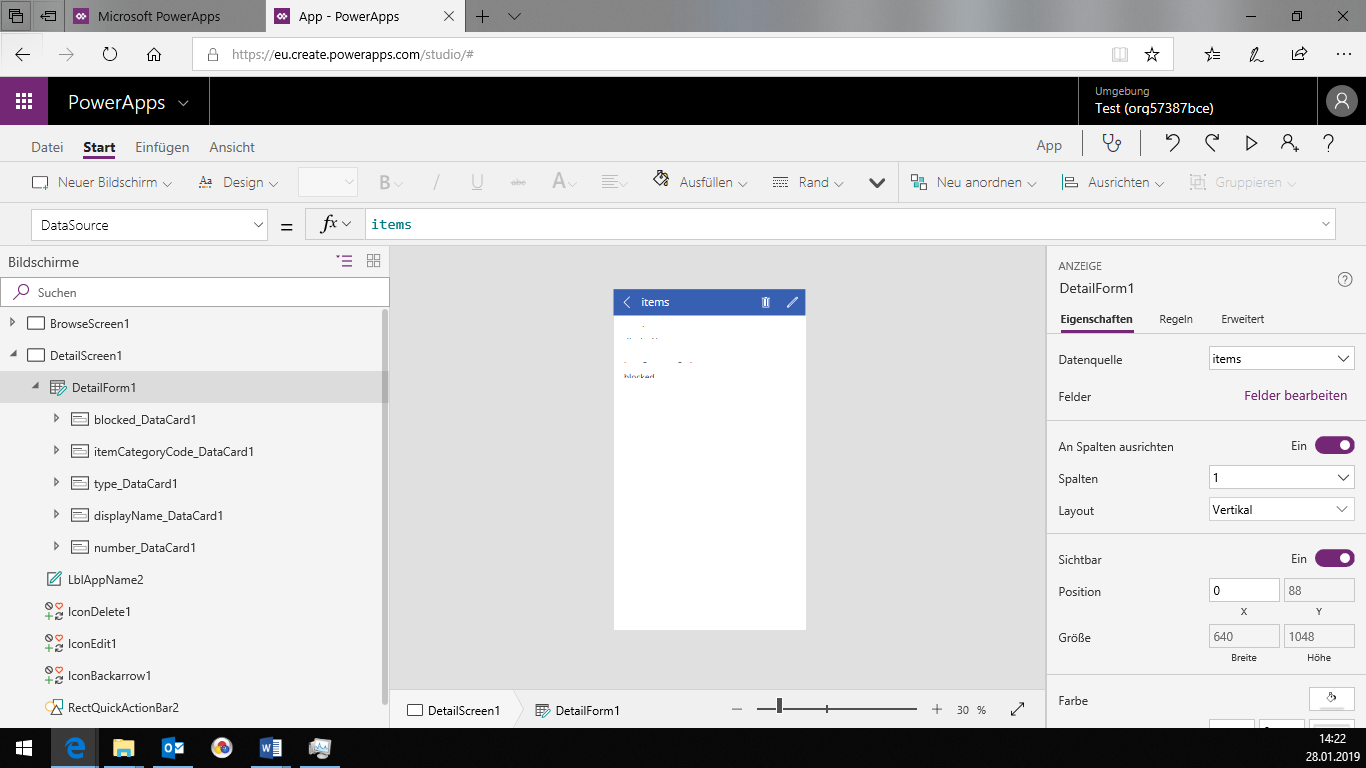 Microsoft PowerApps
App - PowerApps
https://eu.create.powerapps.com/studio/#
PowerApps
Umgebung
Test (org57387bce)
Datei
Start
Einfügen
Ansicht
App
Neuer Bildschirm
Design
B
I
U
abc
A
Ausfüllen
Rand
Neu anordnen
Ausrichten
Gruppieren
DataSource
=
fx
items
Bildschirme
Suchen
BrowseScreen1
DetailScreen1
DetailForm1
blocked_DataCard1
itemCategoryCode_DataCard1
type_DataCard1
displayName_DataCard1
number_DataCard1
LblAppName2
IconDelete1
IconEdit1
IconBackarrow1
RectQuickActionBar2
items
blocked
DetailScreen1
DetailForm1
30 %
ANZEIGE
DetailForm1
Eigenschaften
Regeln
Erweitert
Datenquelle
items
Felder
Felder bearbeiten
An Spalten ausrichten
Ein
Spalten
1
Layout
Vertikal
Sichtbar
Ein
Position
0
88
X
Y
Größe
640
1048
Breite
Höhe
Farbe
14:22
28.01.2019